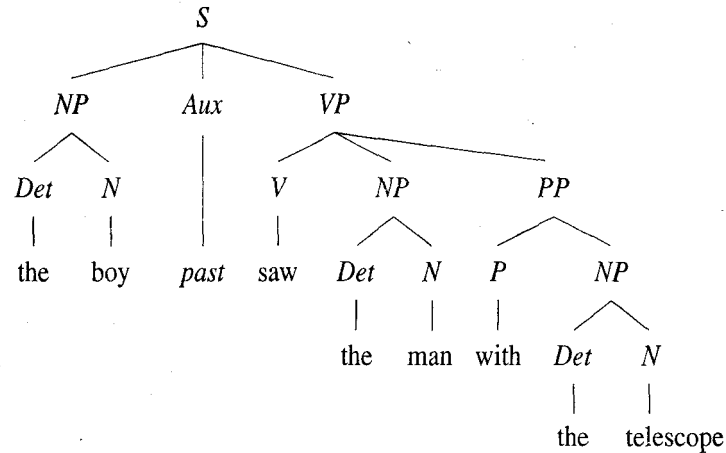 S
NP Aux VP
Det N V NP PP
the boy past saw Det N P NP
the man with Det N
the telescope